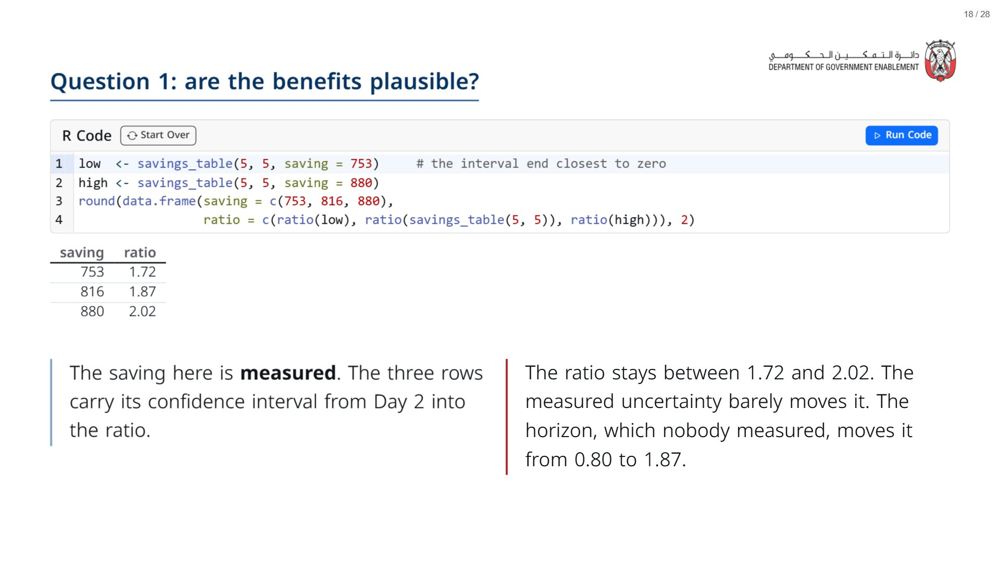 18 / 28
دائرة التمكين الحكومي
DEPARTMENT OF GOVERNMENT ENABLEMENT
Question 1: are the benefits plausible?
R Code Start Over Run Code
1 low  <- savings_table(5, 5, saving = 753)     # the interval end closest to zero
2 high <- savings_table(5, 5, saving = 880)
3 round(data.frame(saving = c(753, 816, 880),
4                  ratio = c(ratio(low), ratio(savings_table(5, 5)), ratio(high))), 2)
saving ratio
753 1.72
816 1.87
880 2.02
The saving here is measured. The three rows
carry its confidence interval from Day 2 into
the ratio.
The ratio stays between 1.72 and 2.02. The
measured uncertainty barely moves it. The
horizon, which nobody measured, moves it
from 0.80 to 1.87.